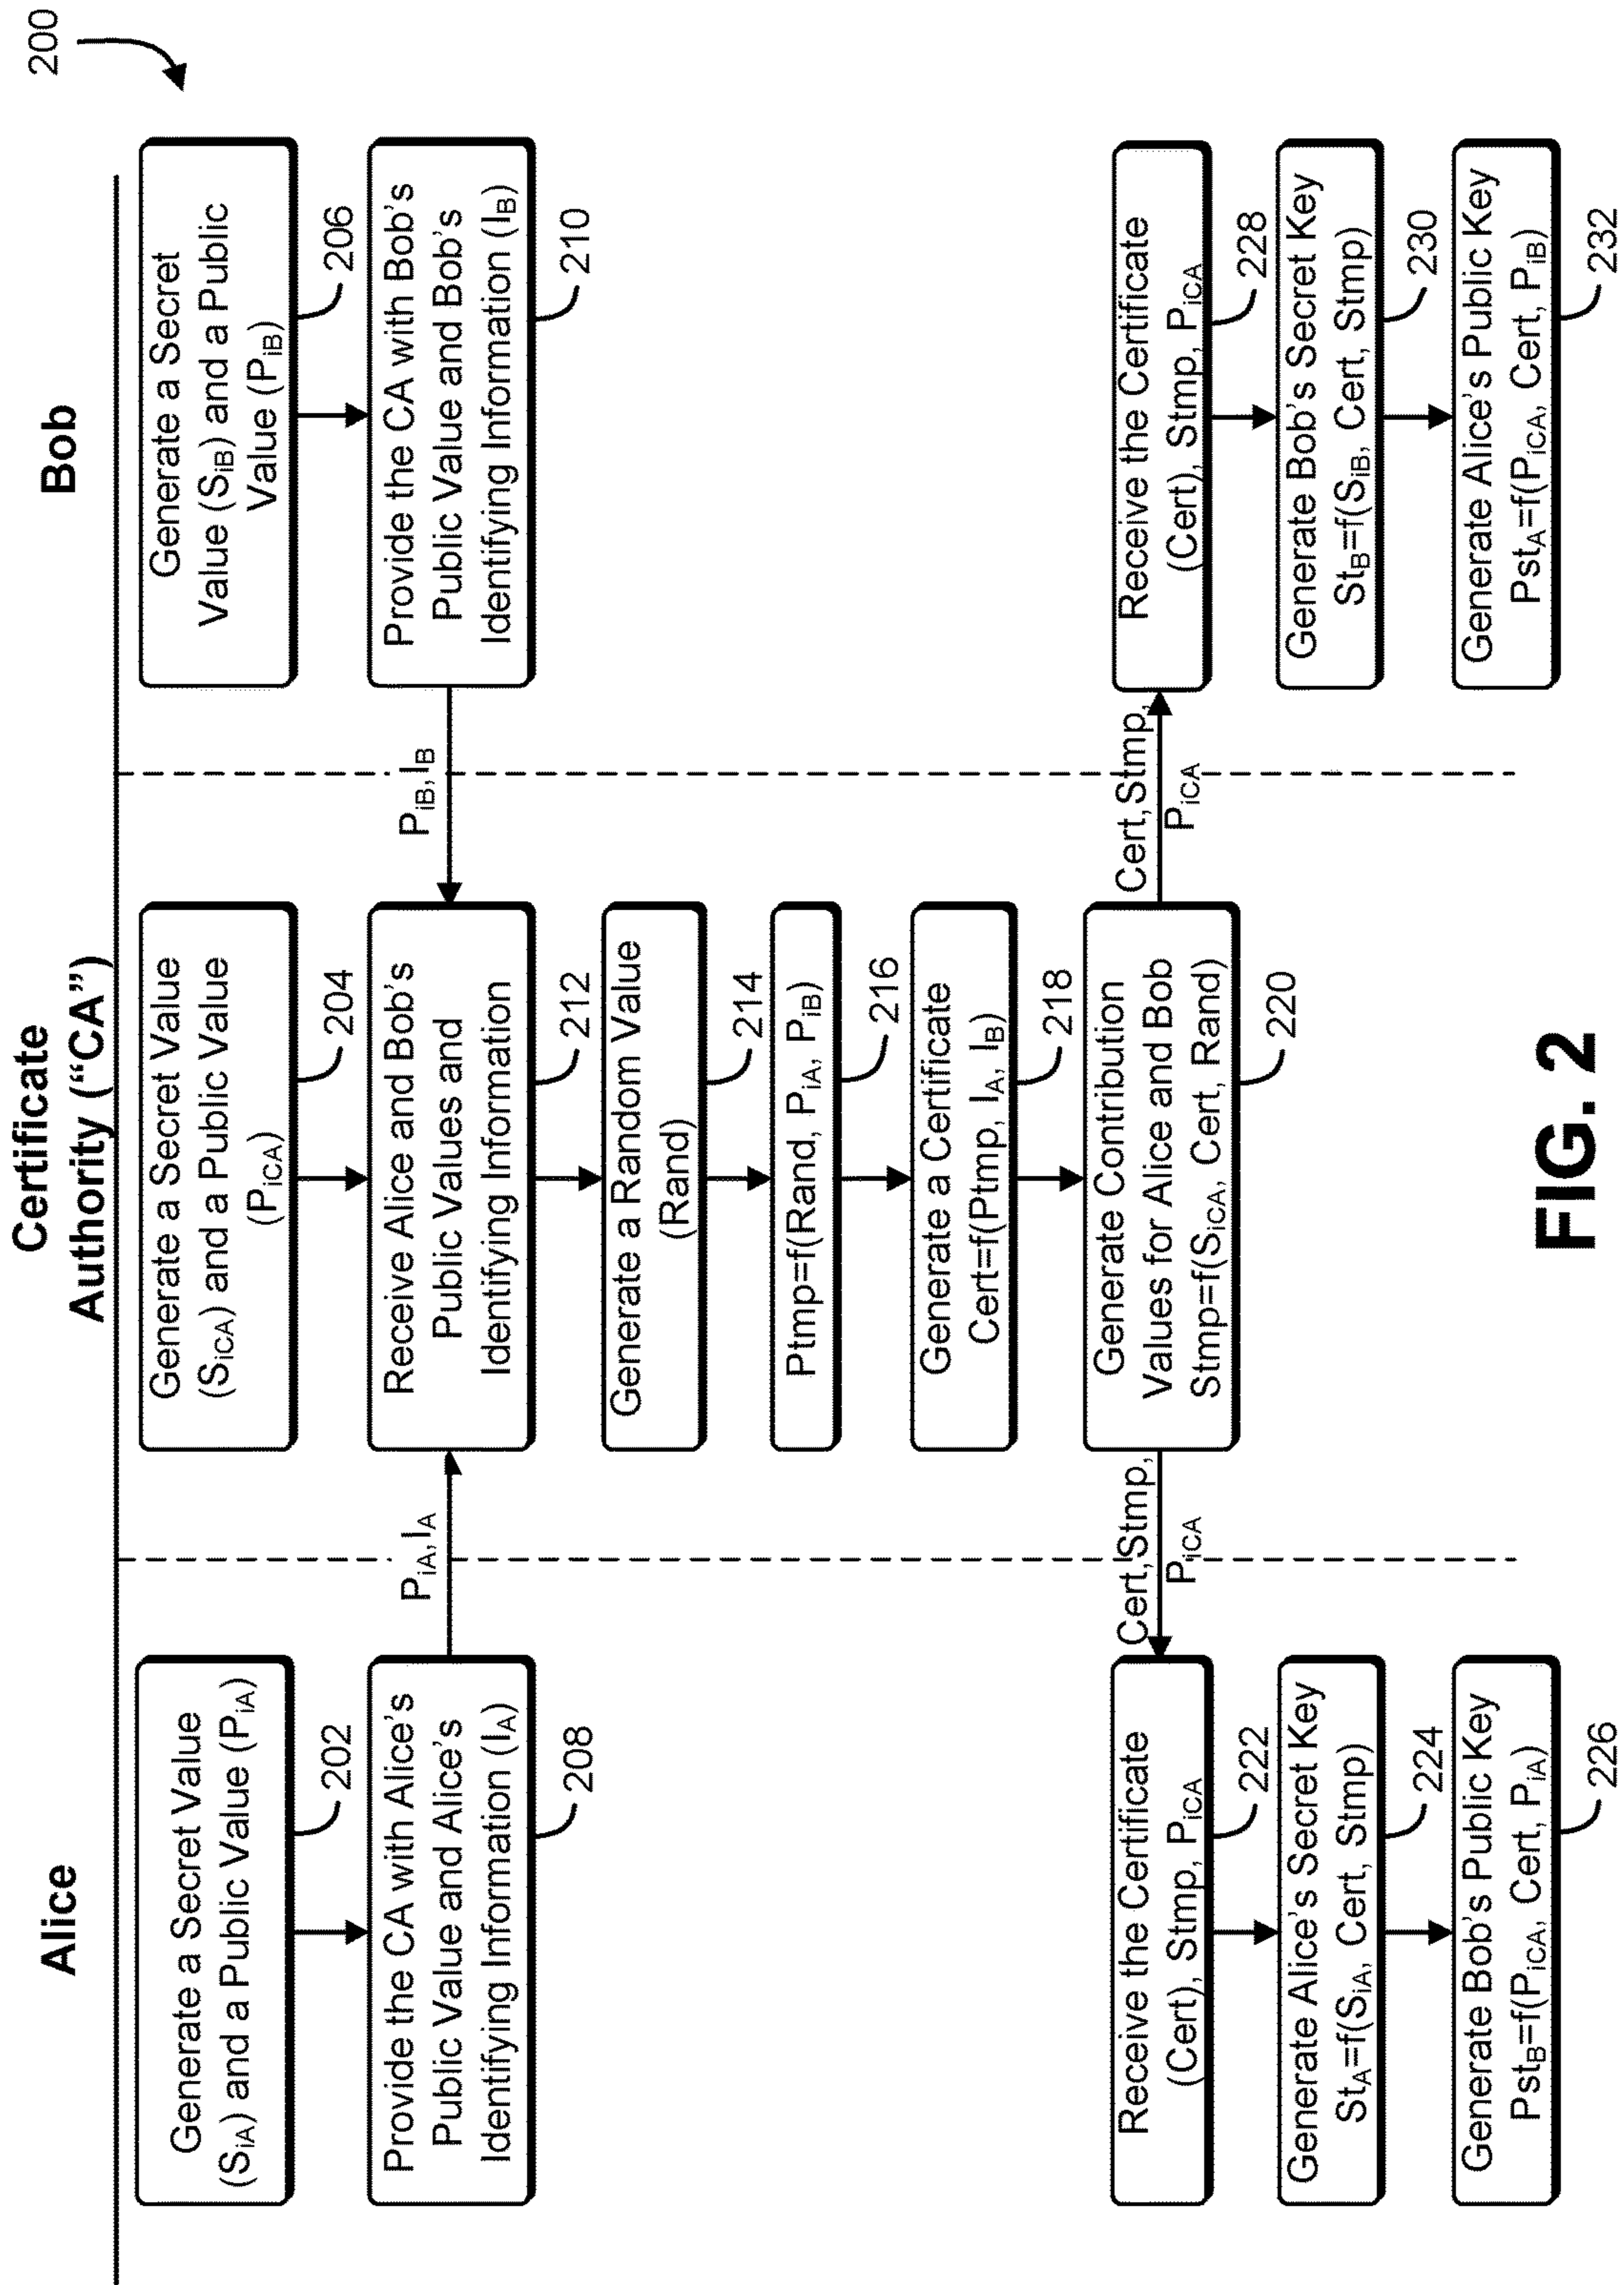 200
Alice
Certificate
Authority (“CA”)
Bob
Generate a Secret Value
(SiA) and a Public Value (PiA)
202
Generate a Secret Value
(SiCA) and a Public Value
(PiCA)
204
Generate a Secret
Value (SiB) and a Public
Value (PiB)
206
Provide the CA with Alice's
Public Value and Alice's
Identifying Information (IA)
208
PiA, IA
Receive Alice and Bob's
Public Values and
Identifying Information
212
PiB, IB
Provide the CA with Bob's
Public Value and Bob's
Identifying Information (IB)
210
Generate a Random Value
(Rand)
214
Ptmp=f(Rand, PiA, PiB)
216
Generate a Certificate
Cert=f(Ptmp, IA, IB)
218
Generate Contribution
Values for Alice and Bob
Stmp=f(SiCA, Cert, Rand)
220
Cert,Stmp,
PiCA
Cert,Stmp,
PiCA
Receive the Certificate
(Cert), Stmp, PiCA
222
Generate Alice's Secret Key
StA=f(SiA, Cert, Stmp)
224
Generate Bob's Public Key
PstB=f(PiCA, Cert, PiA)
226
Receive the Certificate
(Cert), Stmp, PiCA
228
Generate Bob's Secret Key
StB=f(SiB, Cert, Stmp)
230
Generate Alice's Public Key
PstA=f(PiCA, Cert, PiB)
232
FIG. 2